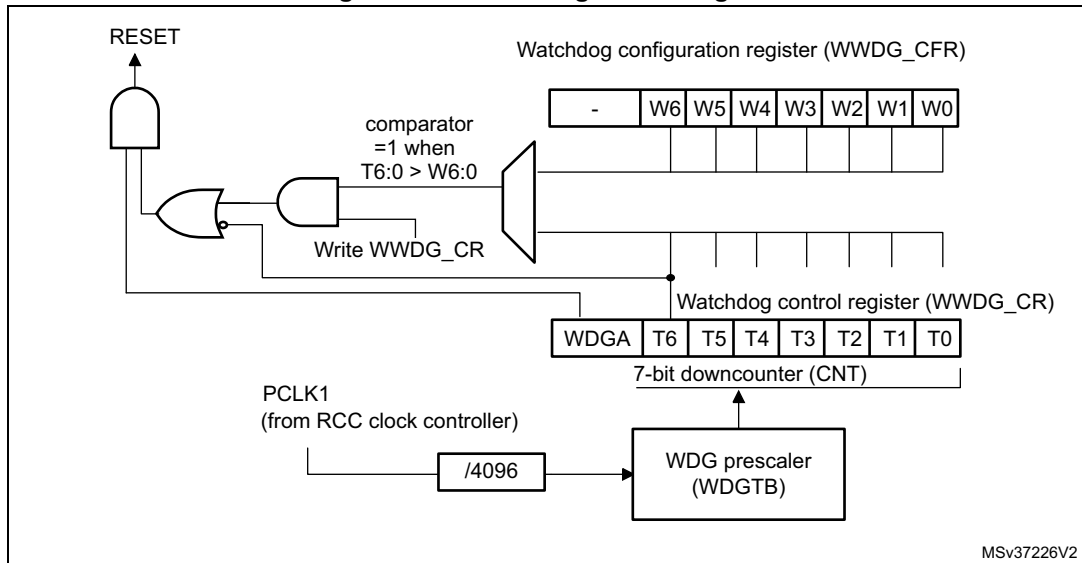 RESET
Watchdog configuration register (WWDG_CFR)
- W6 W5 W4 W3 W2 W1 W0
comparator
=1 when
T6:0 > W6:0
Write WWDG_CR
Watchdog control register (WWDG_CR)
WDGA T6 T5 T4 T3 T2 T1 T0
7-bit downcounter (CNT)
PCLK1
(from RCC clock controller)
/4096
WDG prescaler
(WDGTB)
MSv37226V2